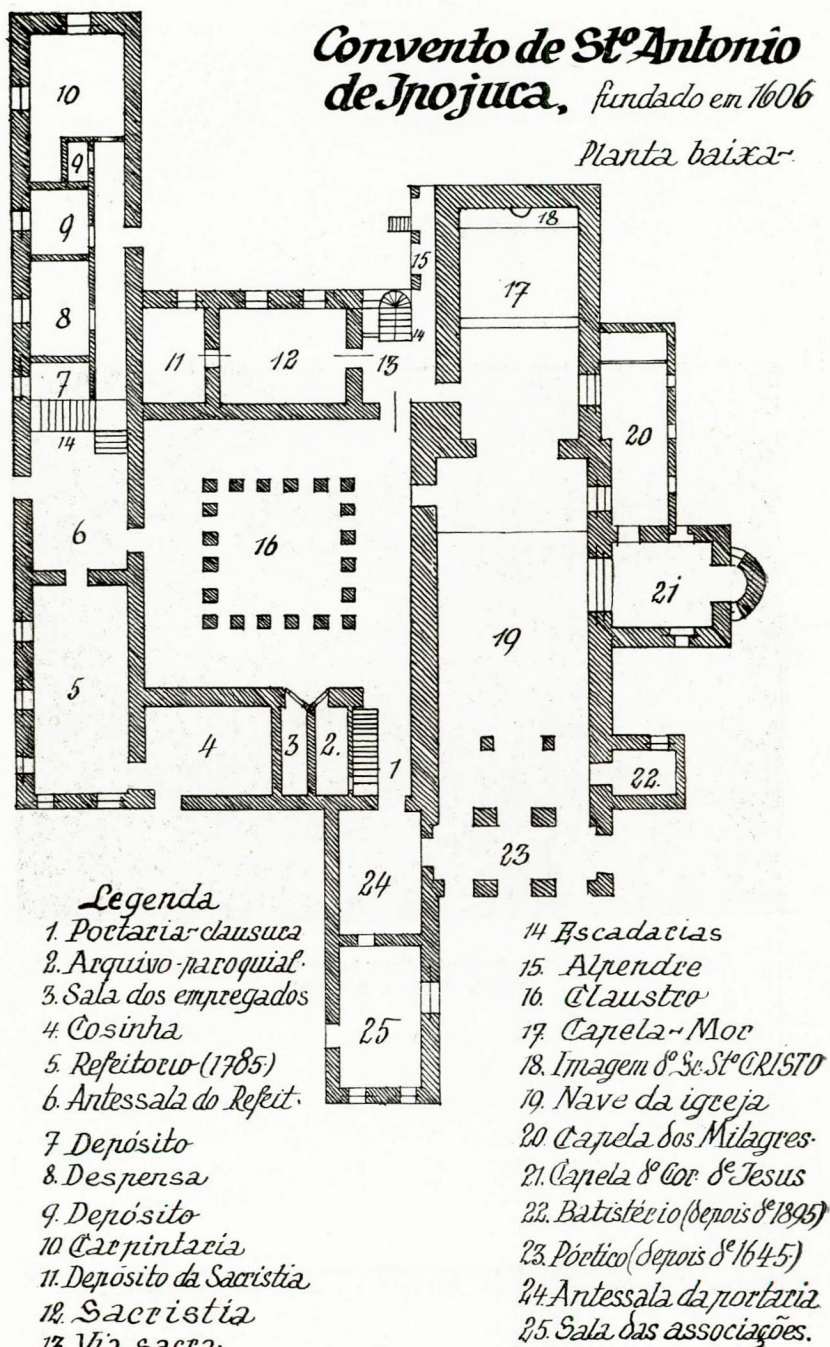 Convento de Stº Antonio
de Ipojuca, fundado em 1606
Planta baixa
10
9
9
8
7
14
6
5
11
12
13
14
15
16
4
3
2.
1
18
17
20
21
19
22.
23
24
25
Legenda
1. Portaria-clausura
2. Arquivo-paroquial.
3. Sala dos empregados
4. Cosinha
5. Refeitorio (1785)
6. Antessala do Refeit.
7 Depósito
8. Despensa
9. Depósito
10 Carpintaria
11. Depósito da Sacristia
12. Sacristia
13 Via sacra
14 Escadarias
15. Alpendre
16. Claustro
17. Capela-Mor
18. Imagem dº Sr. Stº CRISTO
19. Nave da igreja
20. Capela dos Milagres.
21. Capela dº Cor. dº Jesus
22. Batistério (depois dº 1895)
23. Pórtico (depois dº 1645)
24. Antessala da portaria
25. Sala das associações.